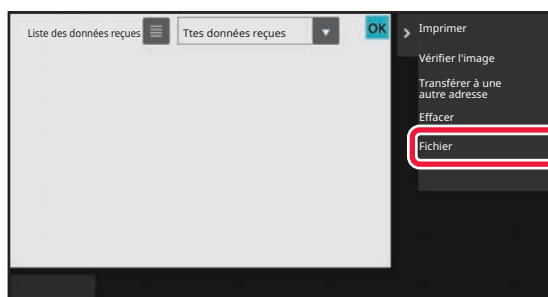 Liste des données reçues
Ttes données reçues
OK
Imprimer
Vérifier l'image
Transférer à une
autre adresse
Effacer
Fichier